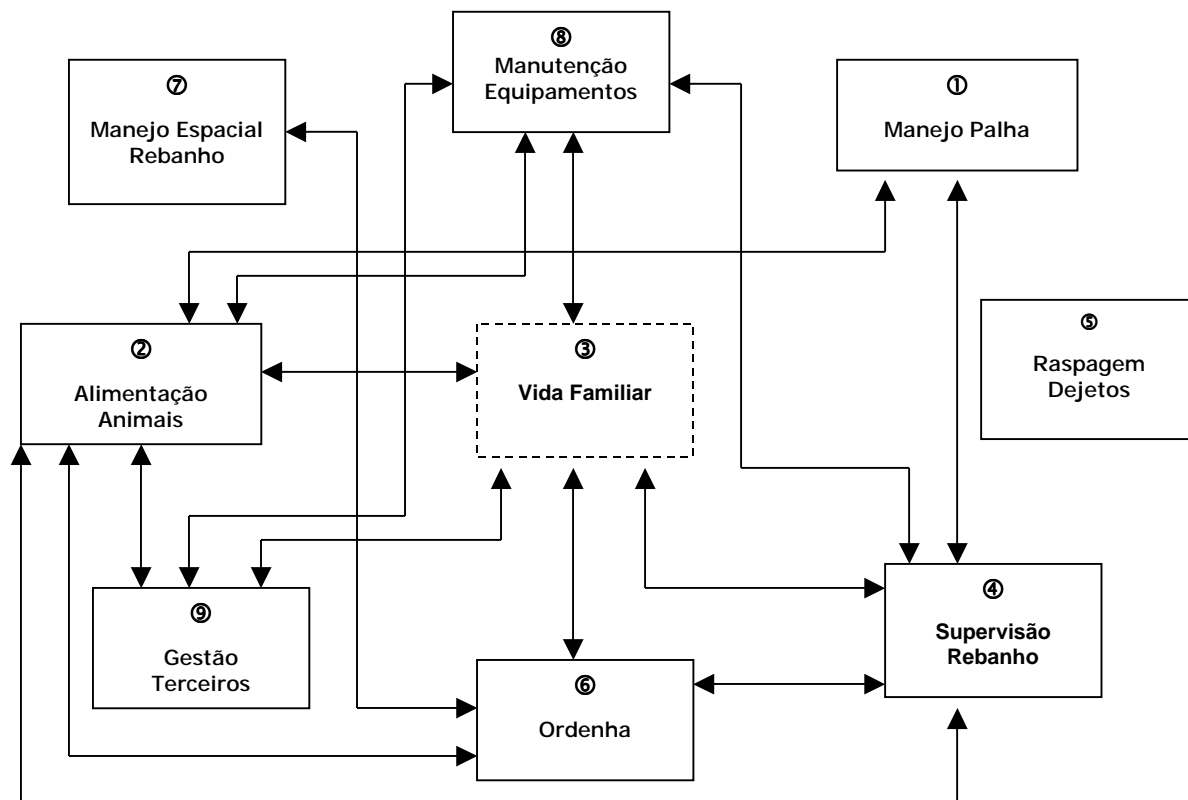 ⑧
Manutenção
Equipamentos
⑦
Manejo Espacial
Rebanho
①
Manejo Palha
②
Alimentação
Animais
③
Vida Familiar
⑤
Raspagem
Dejetos
⑨
Gestão
Terceiros
⑥
Ordenha
④
Supervisão
Rebanho